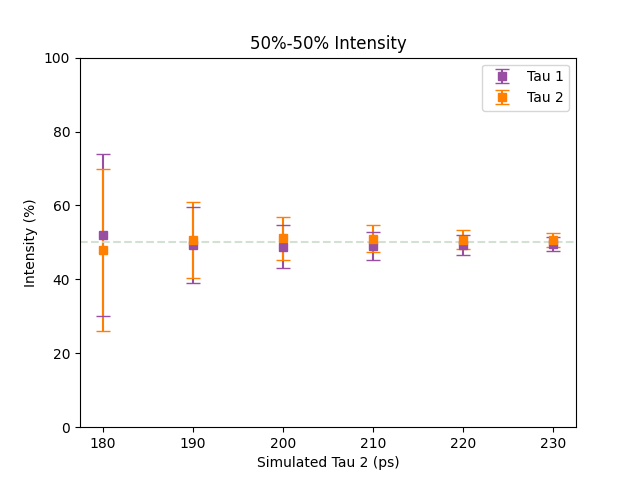 50%-50% Intensity
100
80
60
40
20
0
Intensity (%)
Tau 1
Tau 2
180 190 200 210 220 230
Simulated Tau 2 (ps)